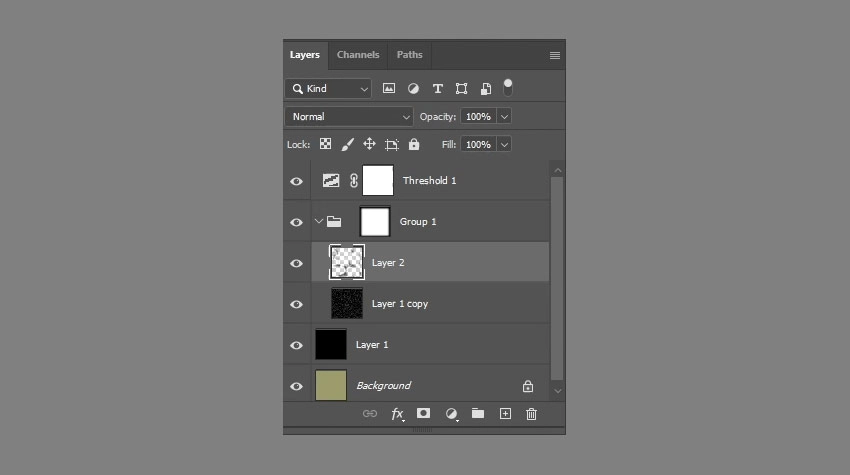 Layers Channels Paths
Kind T
Normal Opacity: 100%
Lock: Fill: 100%
Threshold 1
Group 1
Layer 2
Layer 1 copy
Layer 1
Background
fx